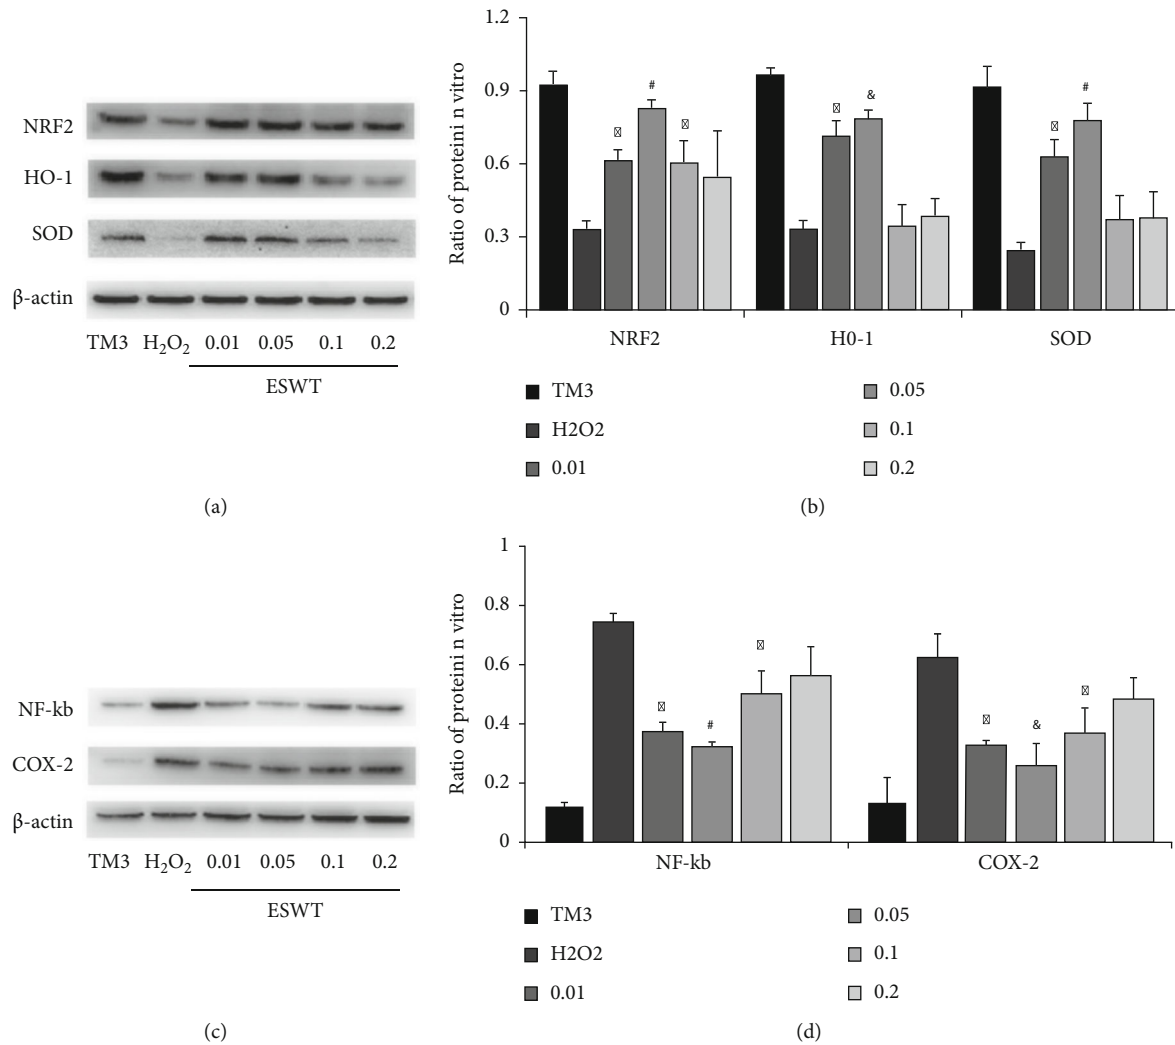 NRF2
HO-1
SOD
β-actin
TM3 H₂O₂ 0.01 0.05 0.1 0.2
ESWT
(a)
1.2
0.9
0.6
0.3
0
Ratio of proteini n vitro
# & #
NRF2 H0-1 SOD
TM3
H2O2
0.01
0.05
0.1
0.2
(b)
NF-kb
COX-2
β-actin
TM3 H₂O₂ 0.01 0.05 0.1 0.2
ESWT
(c)
1
0.8
0.6
0.4
0.2
0
Ratio of proteini n vitro
# &
NF-kb COX-2
TM3
H2O2
0.01
0.05
0.1
0.2
(d)